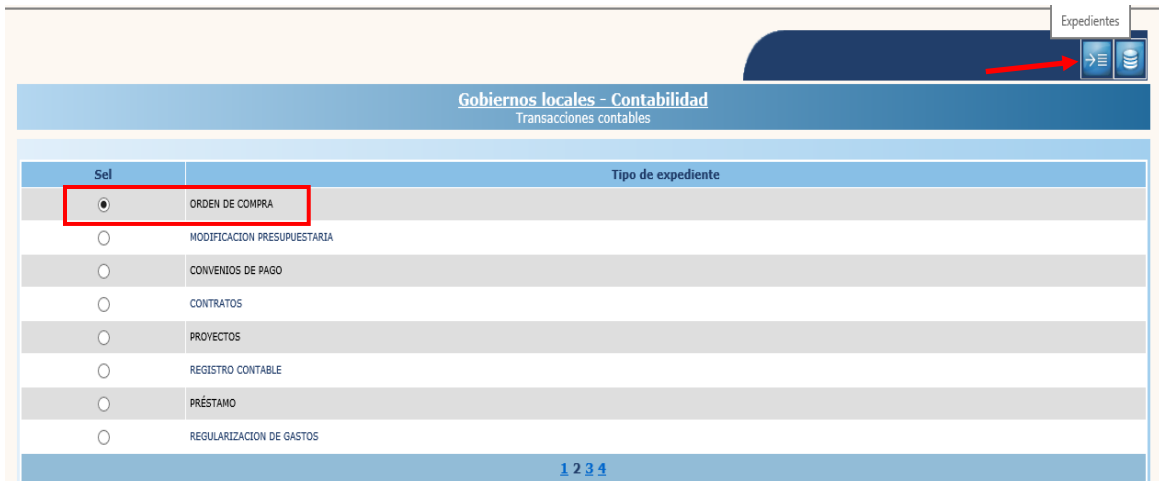 Expedientes
Gobiernos locales - Contabilidad
Transacciones contables
Sel Tipo de expediente
ORDEN DE COMPRA
MODIFICACION PRESUPUESTARIA
CONVENIOS DE PAGO
CONTRATOS
PROYECTOS
REGISTRO CONTABLE
PRÉSTAMO
REGULARIZACION DE GASTOS
1 2 3 4